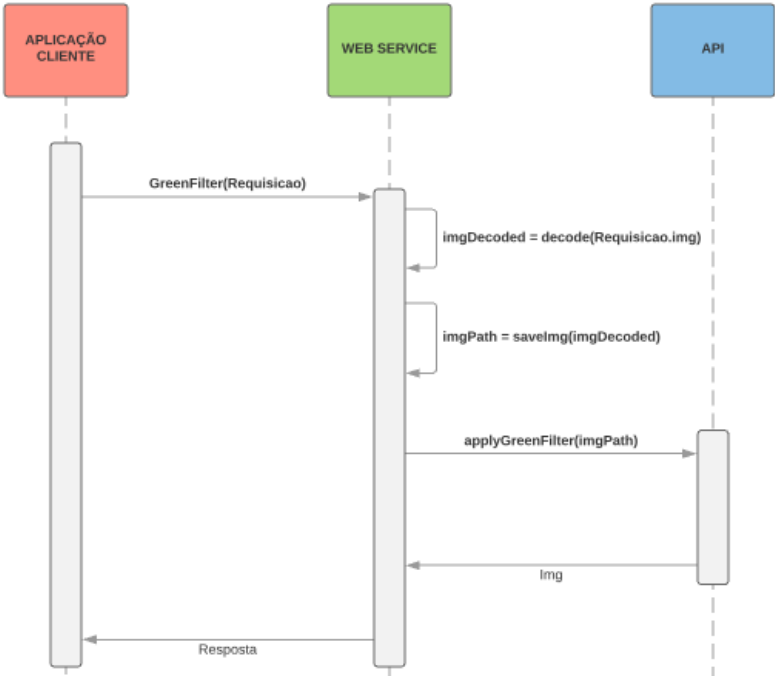 APLICAÇÃO
CLIENTE
WEB SERVICE
API
GreenFilter(Requisicao)
imgDecoded = decode(Requisicao.img)
imgPath = saveImg(imgDecoded)
applyGreenFilter(imgPath)
Img
Resposta